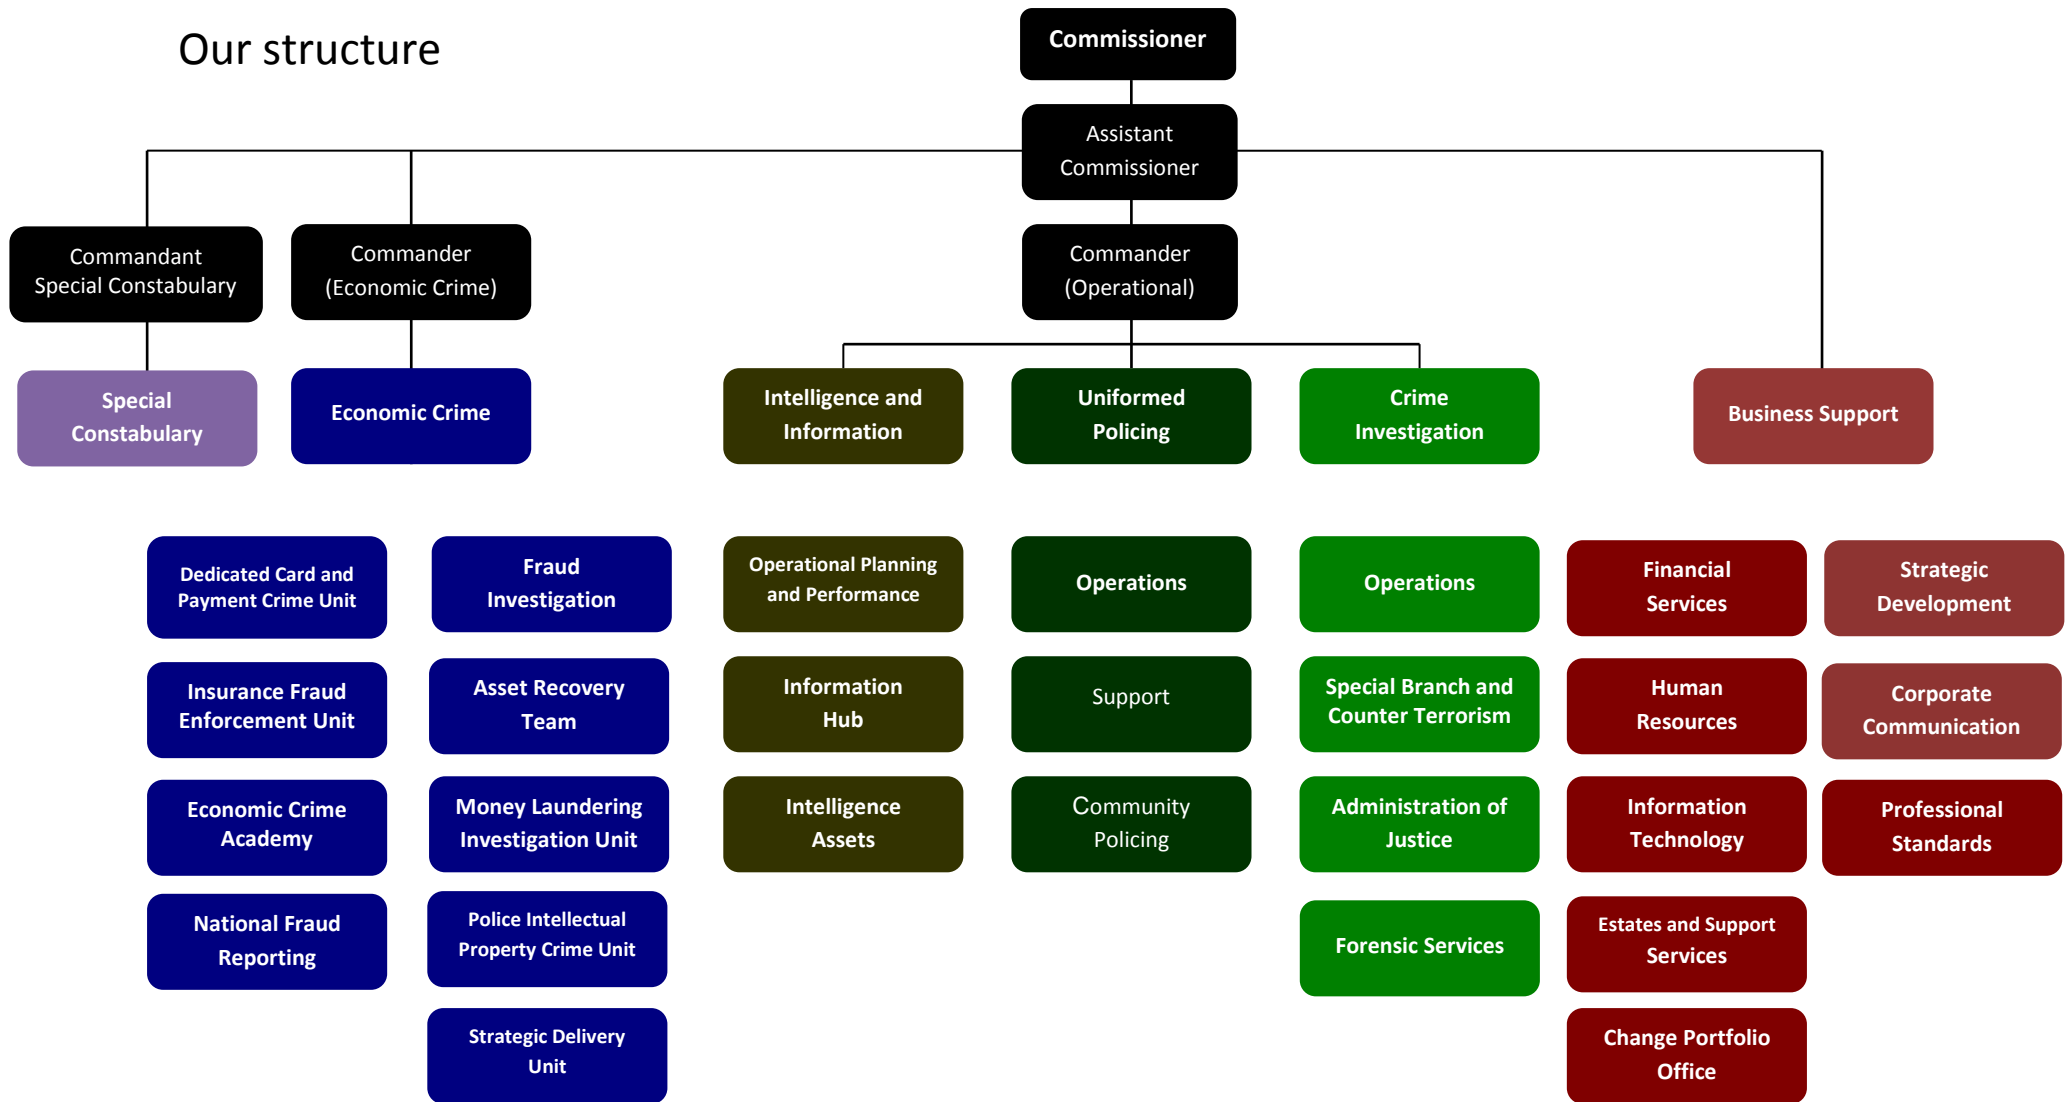 Our structure
Commissioner
Assistant
Commissioner
Commandant
Special Constabulary
Commander
(Economic Crime)
Commander
(Operational)
Special
Constabulary
Economic Crime
Intelligence and
Information
Uniformed
Policing
Crime
Investigation
Business Support
Dedicated Card and
Payment Crime Unit
Fraud
Investigation
Operational Planning
and Performance
Operations
Operations
Financial
Services
Strategic
Development
Insurance Fraud
Enforcement Unit
Asset Recovery
Team
Information
Hub
Support
Special Branch and
Counter Terrorism
Human
Resources
Corporate
Communication
Economic Crime
Academy
Money Laundering
Investigation Unit
Intelligence
Assets
Community
Policing
Administration of
Justice
Information
Technology
Professional
Standards
National Fraud
Reporting
Police Intellectual
Property Crime Unit
Forensic Services
Estates and Support
Services
Strategic Delivery
Unit
Change Portfolio
Office